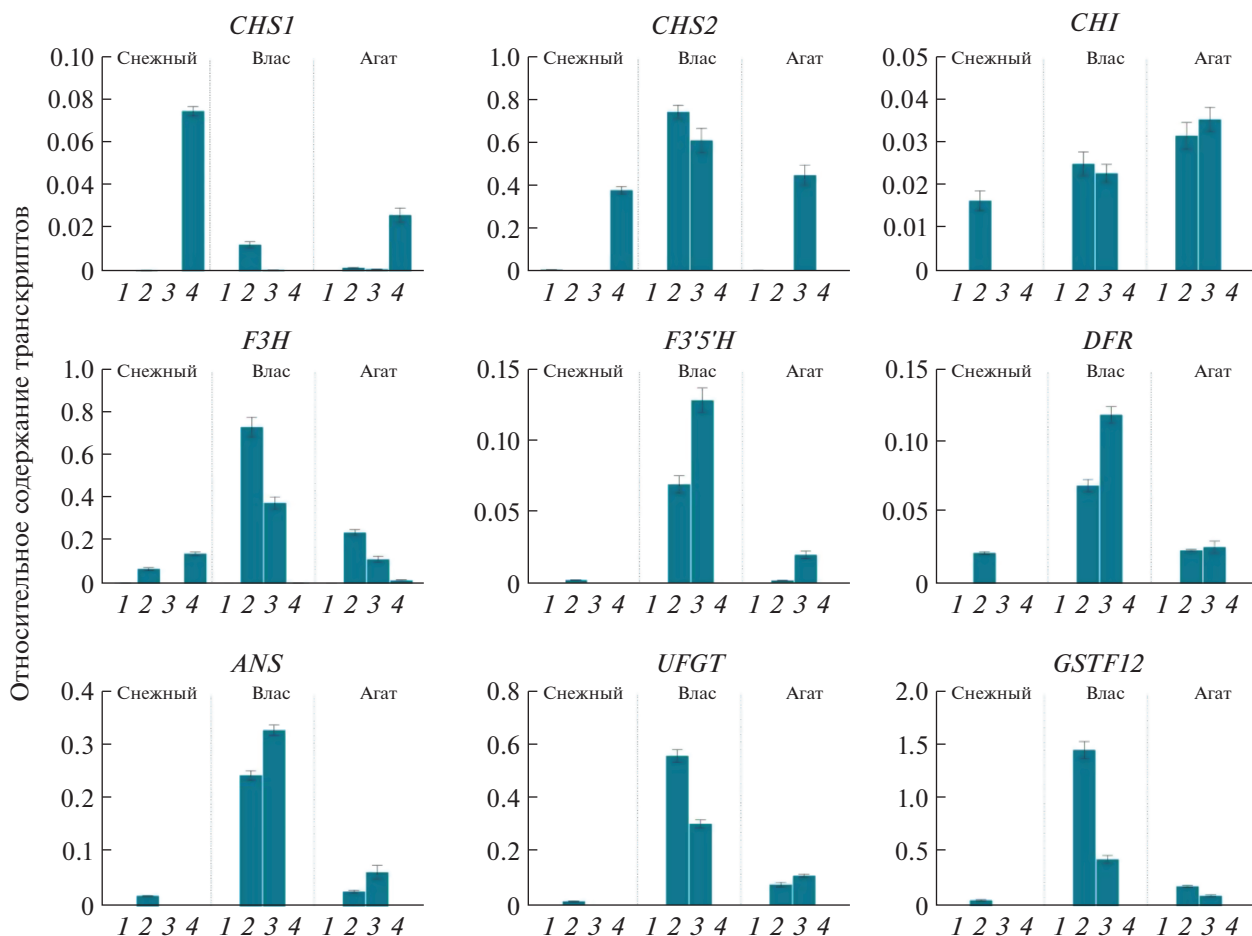 Относительное содержание транскриптов
CHS1
Снежный Влас Агат
0.10
0.08
0.06
0.04
0.02
0
1 2 3 4 1 2 3 4 1 2 3 4
CHS2
Снежный Влас Агат
1.0
0.8
0.6
0.4
0.2
0
1 2 3 4 1 2 3 4 1 2 3 4
CHI
Снежный Влас Агат
0.05
0.04
0.03
0.02
0.01
0
1 2 3 4 1 2 3 4 1 2 3 4
F3H
Снежный Влас Агат
1.0
0.8
0.6
0.4
0.2
0
1 2 3 4 1 2 3 4 1 2 3 4
F3'5'H
Снежный Влас Агат
0.15
0.10
0.05
0
1 2 3 4 1 2 3 4 1 2 3 4
DFR
Снежный Влас Агат
0.15
0.10
0.05
0
1 2 3 4 1 2 3 4 1 2 3 4
ANS
Снежный Влас Агат
0.4
0.3
0.2
0.1
0
1 2 3 4 1 2 3 4 1 2 3 4
UFGT
Снежный Влас Агат
0.8
0.6
0.4
0.2
0
1 2 3 4 1 2 3 4 1 2 3 4
GSTF12
Снежный Влас Агат
2.0
1.5
1.0
0.5
0
1 2 3 4 1 2 3 4 1 2 3 4